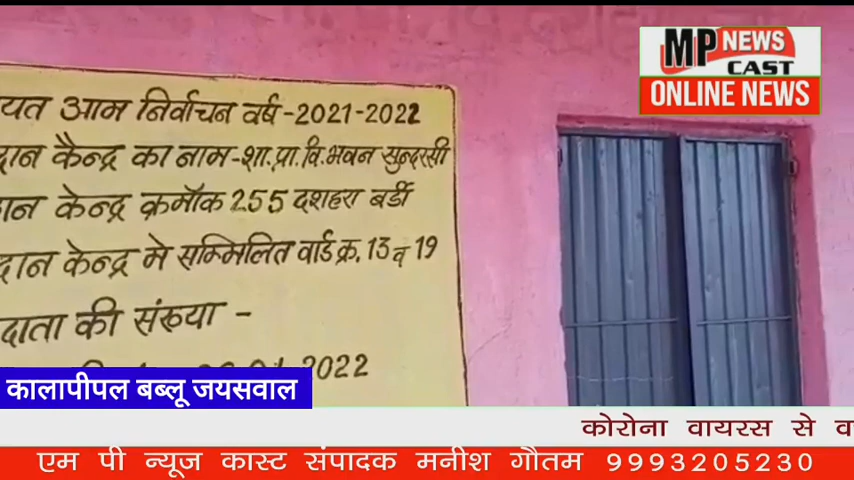 MP NEWS
CAST
ONLINE NEWS
यत आम निर्वाचन वर्ष-2021-2022
दान केन्द्र का नाम-शा.प्रा.वि.भवन सुन्दरसी
दान केन्द्र क्रमाँक 255 दशहरा बर्डी
दान केन्द्र मे सम्मिलित वार्ड क्र. 13 व 19
दाता की संख्या -
2022
कालापीपल बब्लू जयसवाल
कोरोना वायरस से
एम पी न्यूज कास्ट संपादक मनीश गौतम 9993205230